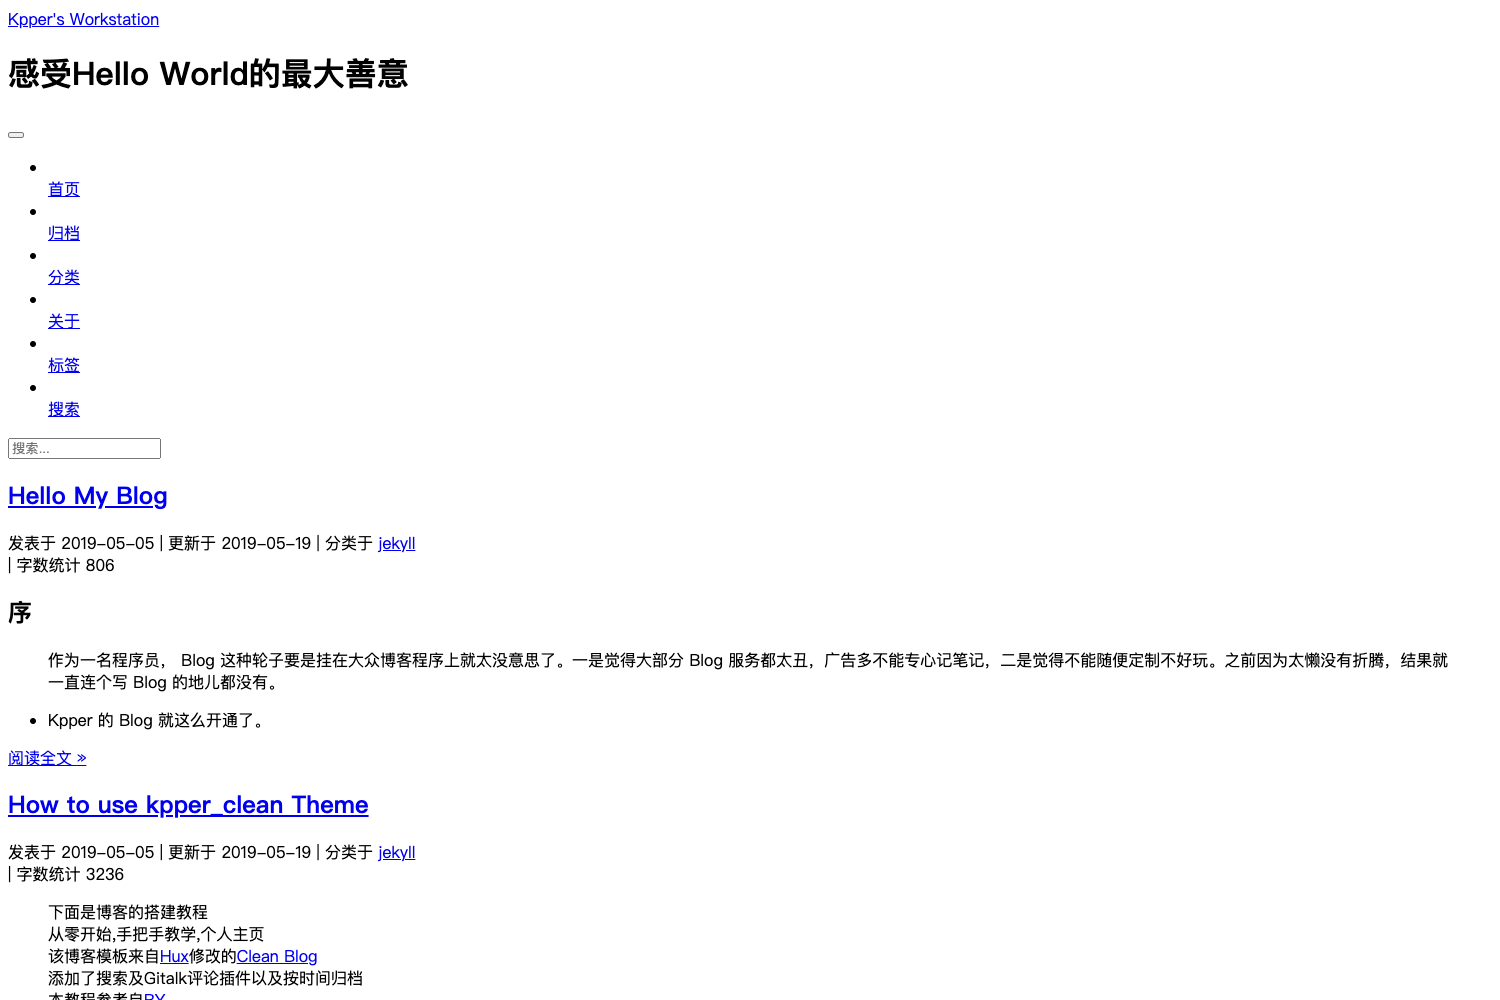 Kpper's Workstation
感受Hello World的最大善意
首页
归档
分类
关于
标签
搜索
搜索...
Hello My Blog
发表于 2019-05-05 | 更新于 2019-05-19 | 分类于 jekyll
| 字数统计 806
序
作为一名程序员， Blog 这种轮子要是挂在大众博客程序上就太没意思了。一是觉得大部分 Blog 服务都太丑，广告多不能专心记笔记，二是觉得不能随便定制不好玩。之前因为太懒没有折腾，结果就
一直连个写 Blog 的地儿都没有。
Kpper 的 Blog 就这么开通了。
阅读全文 »
How to use kpper_clean Theme
发表于 2019-05-05 | 更新于 2019-05-19 | 分类于 jekyll
| 字数统计 3236
下面是博客的搭建教程
从零开始,手把手教学,个人主页
该博客模板来自Hux修改的Clean Blog
添加了搜索及Gitalk评论插件以及按时间归档
本教程参考自BY